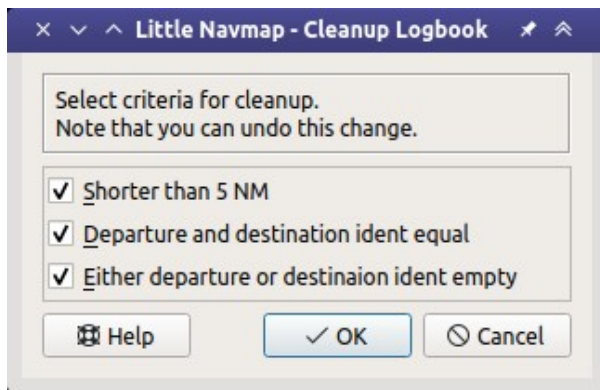 Little Navmap - Cleanup Logbook
Select criteria for cleanup.
Note that you can undo this change.
Shorter than 5 NM
Departure and destination ident equal
Either departure or destinaion ident empty
Help
OK
Cancel